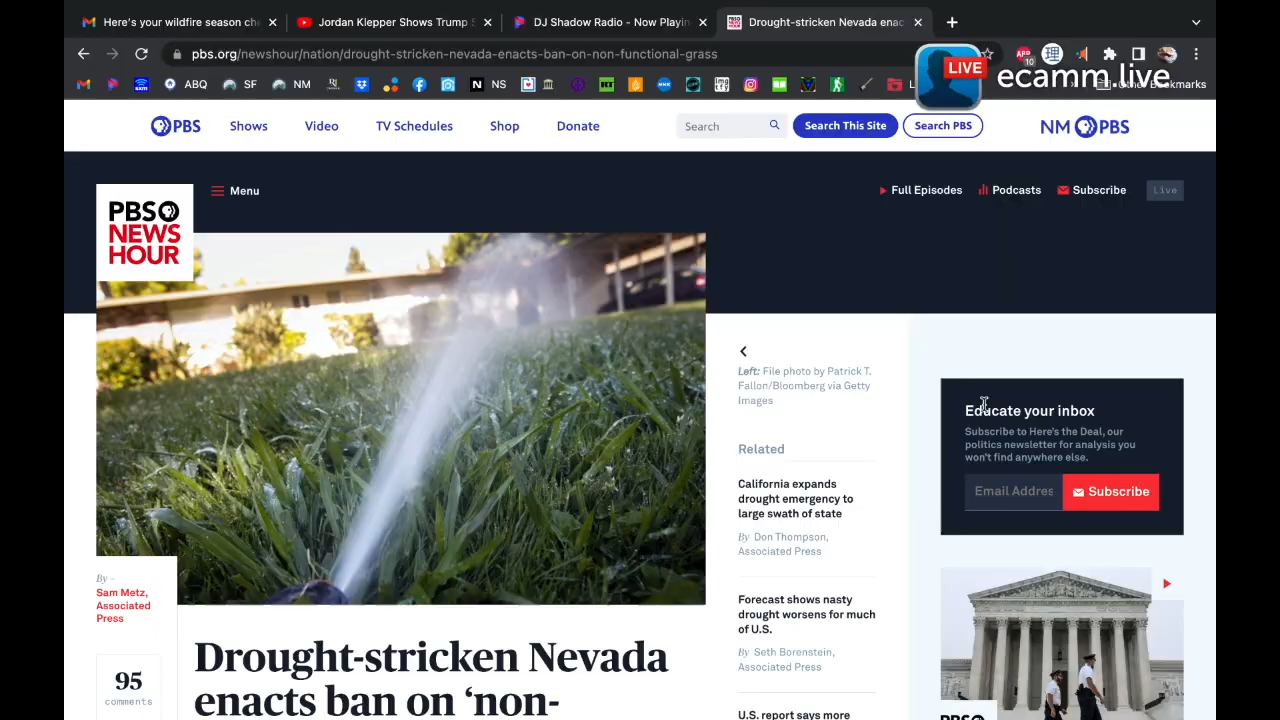 Here's your wildfire season ch
Jordan Klepper Shows Trump S
DJ Shadow Radio - Now Playin
Drought-stricken Nevada enac
pbs.org/newshour/nation/drought-stricken-nevada-enacts-ban-on-non-functional-grass
LIVE
ecamm.live
ABQ
SF
NM
NS
Other Bookmarks
PBS
Shows
Video
TV Schedules
Shop
Donate
Search
Search This Site
Search PBS
NM PBS
PBS
NEWS
HOUR
Menu
Full Episodes
Podcasts
Subscribe
Live
Left: File photo by Patrick T.
Fallon/Bloomberg via Getty
Images
Related
California expands
drought emergency to
large swath of state
By Don Thompson,
Associated Press
Forecast shows nasty
drought worsens for much
of U.S.
By Seth Borenstein,
Associated Press
U.S. report says more
Educate your inbox
Subscribe to Here's the Deal, our
politics newsletter for analysis you
won't find anywhere else.
Email Addres
Subscribe
By –
Sam Metz,
Associated
Press
95
comments
Drought-stricken Nevada
enacts ban on ‘non-
PBS